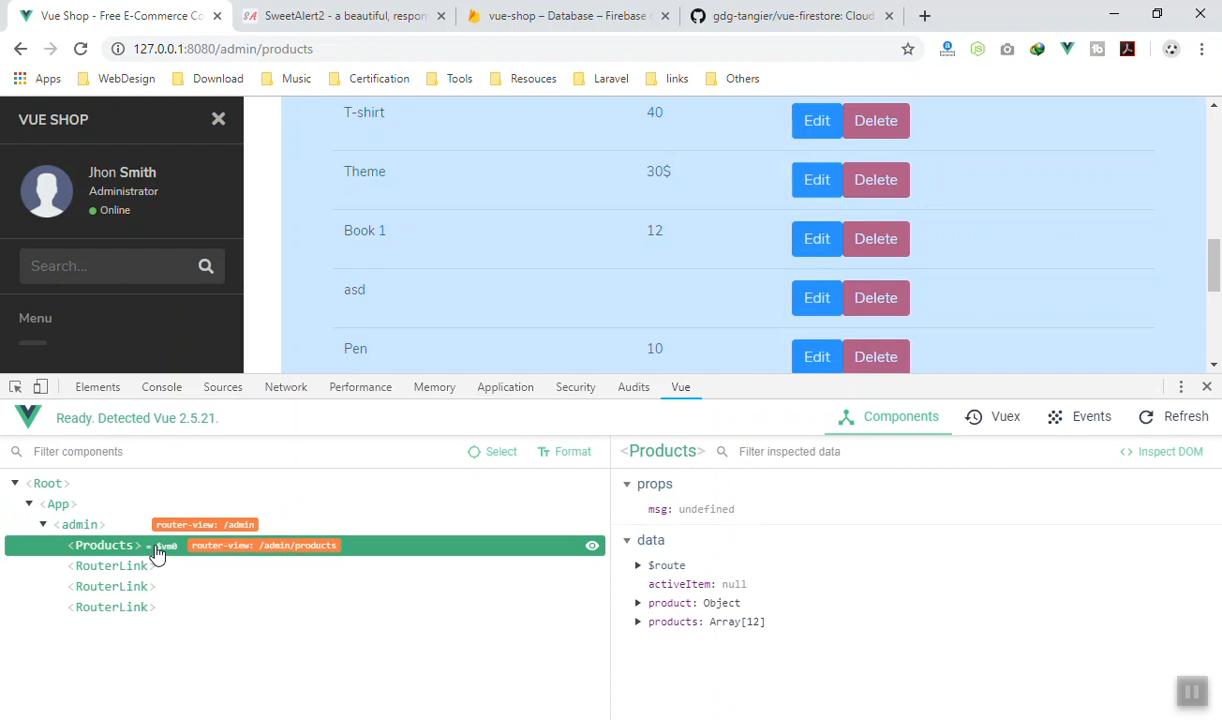 Vue Shop - Free E-Commerce Co
SweetAlert2 - a beautiful, respon
vue-shop – Database – Firebase c
gdg-tangier/vue-firestore: Cloud
127.0.0.1:8080/admin/products
Apps WebDesign Download Music Certification Tools Resouces Laravel links Others
VUE SHOP
Jhon Smith
Administrator
Online
Search...
Menu
T-shirt 40 Edit Delete
Theme 30$ Edit Delete
Book 1 12 Edit Delete
asd Edit Delete
Pen 10 Edit Delete
Elements Console Sources Network Performance Memory Application Security Audits Vue
Ready. Detected Vue 2.5.21.
Components Vuex Events Refresh
Filter components Select Format
<Products> Filter inspected data Inspect DOM
<Root>
<App>
<admin> router-view: /admin
<Products> = $vm0 router-view: /admin/products
<RouterLink>
<RouterLink>
<RouterLink>
props
msg: undefined
data
$route
activeItem: null
product: Object
products: Array[12]